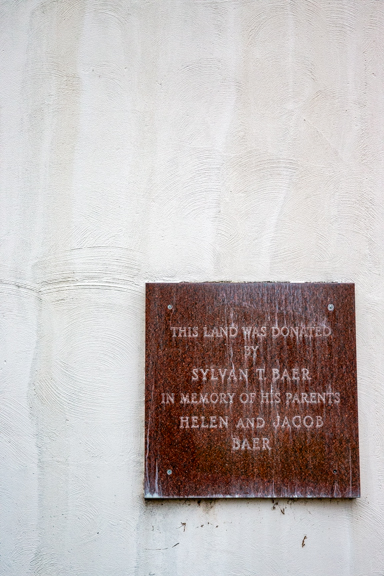 THIS LAND WAS DONATED
BY
SYLVAN T. BAER
IN MEMORY OF HIS PARENTS
HELEN AND JACOB
BAER